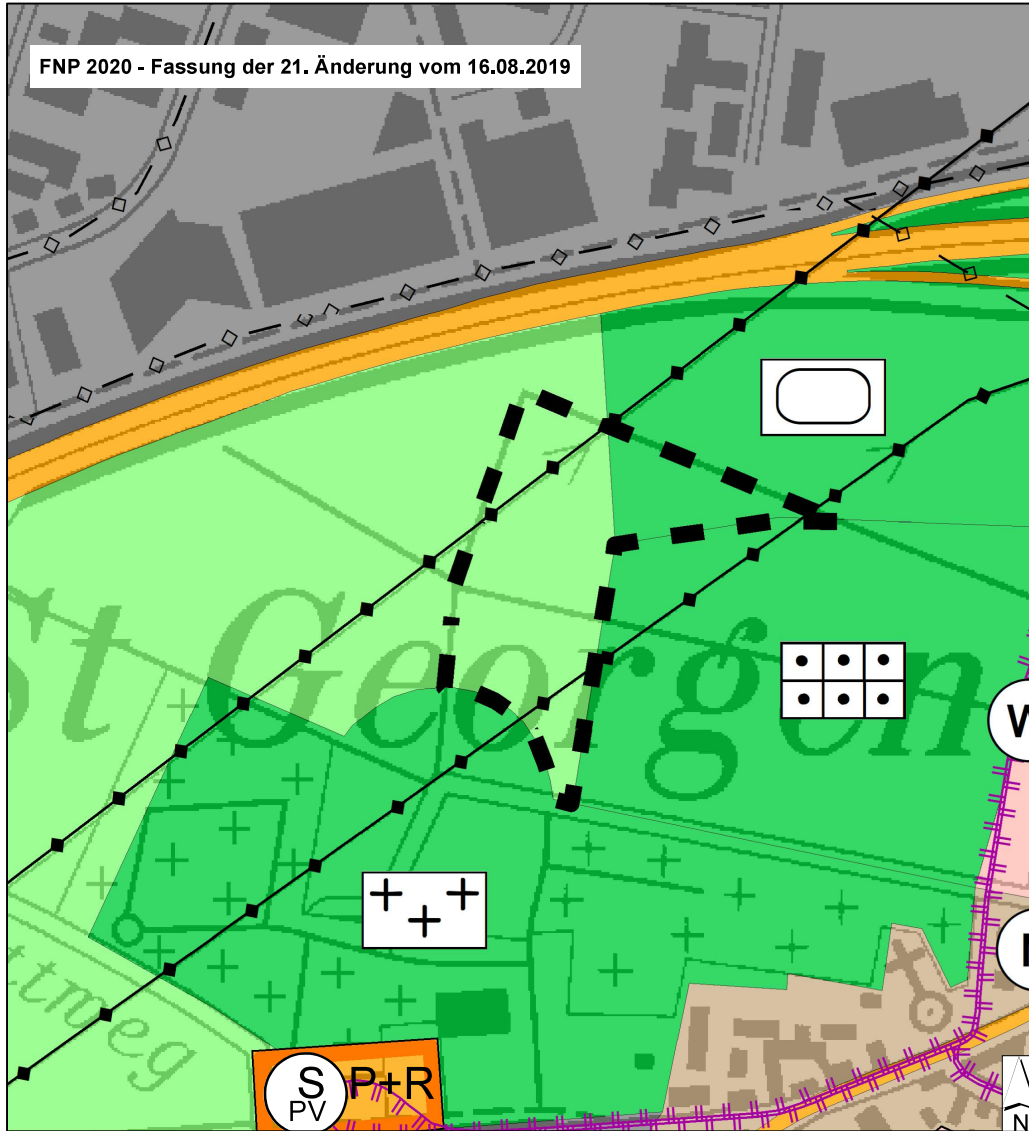 FNP 2020 - Fassung der 21. Änderung vom 16.08.2019
St Georgen
W
S P+R
PV
N